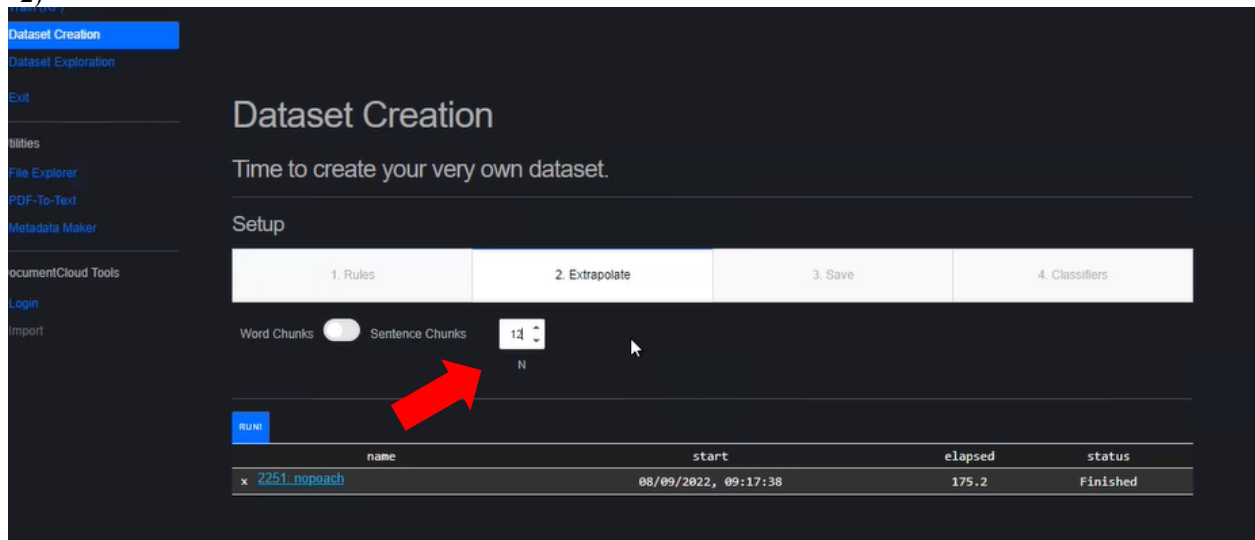 Dataset Creation
Dataset Exploration
Exit
tilities
File Explorer
PDF-To-Text
Metadata Maker
ocumentCloud Tools
Login
Import
Dataset Creation
Time to create your very own dataset.
Setup
1. Rules 2. Extrapolate 3. Save 4. Classifiers
Word Chunks Sentence Chunks 12
N
RUN!
name start elapsed status
x 2251: nopoach 08/09/2022, 09:17:38 175.2 Finished